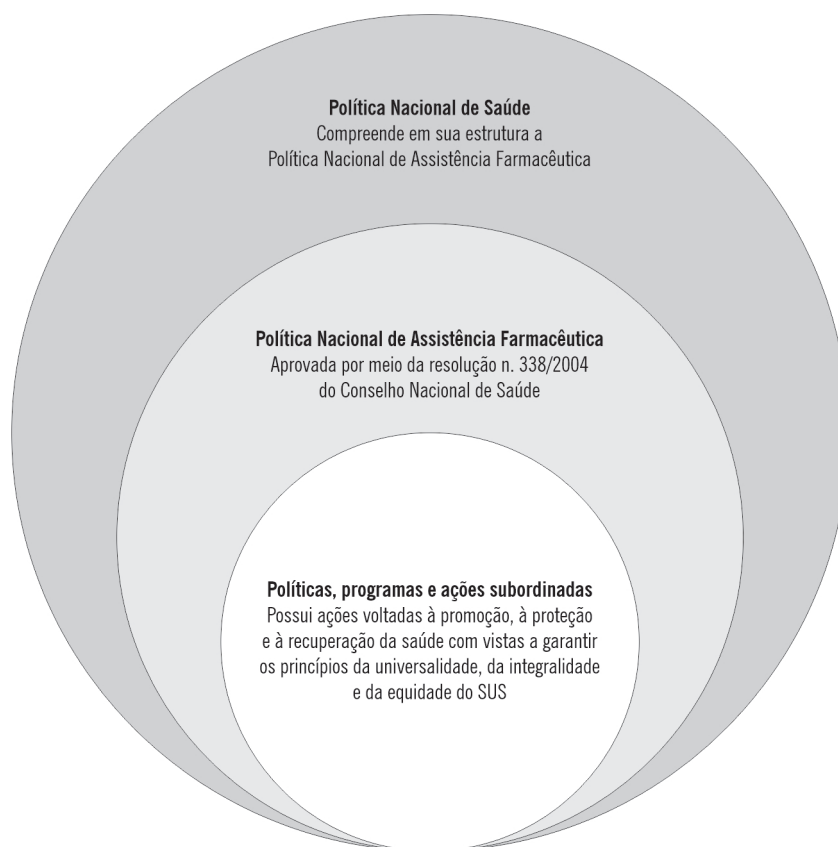 Política Nacional de Saúde
Compreende em sua estrutura a
Política Nacional de Assistência Farmacêutica
Política Nacional de Assistência Farmacêutica
Aprovada por meio da resolução n. 338/2004
do Conselho Nacional de Saúde
Políticas, programas e ações subordinadas
Possui ações voltadas à promoção, à proteção
e à recuperação da saúde com vistas a garantir
os princípios da universalidade, da integralidade
e da equidade do SUS